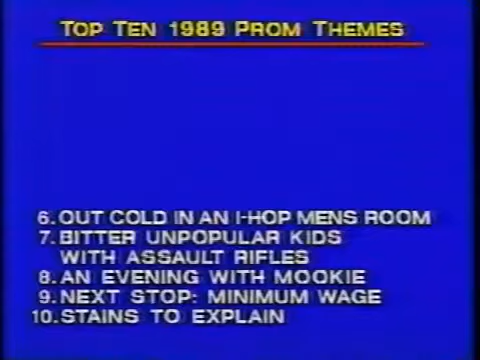 TOP TEN 1989 PROM THEMES
6. OUT COLD IN AN I-HOP MENS ROOM
7. BITTER UNPOPULAR KIDS
WITH ASSAULT RIFLES
8. AN EVENING WITH MOOKIE
9. NEXT STOP: MINIMUM WAGE
10. STAINS TO EXPLAIN